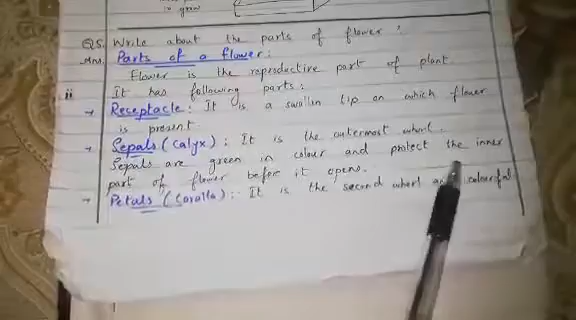 in grow
Q5. Write about the parts of flower?
Ans. Parts of a flower:
Flower is the reproductive part of plant
ii It has following parts:
→ Receptacle: It is a swollen tip on which flower
is present.
→ Sepals (Calyx): It is the outermost whorl.
Sepals are green in colour and protect the inner
part of flower before it opens.
→ Petals (Corolla): It is the second whorl and colourful